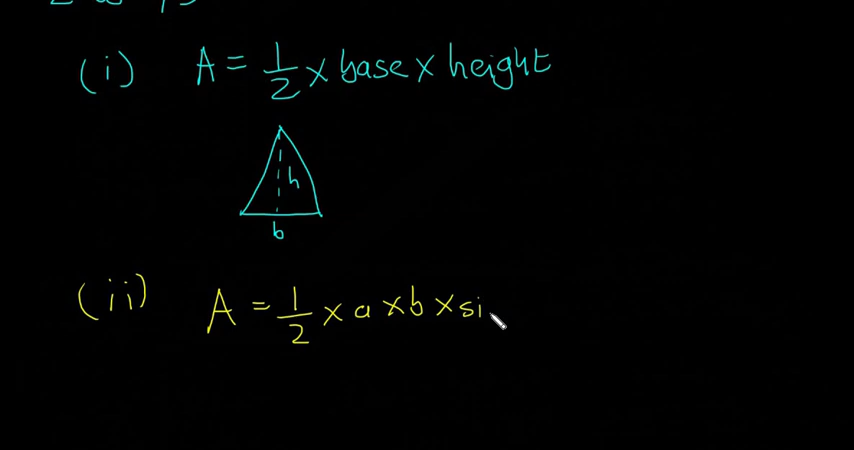 (i) A = 1/2 × base × height
h
b
(ii) A = 1/2 × a × b × si